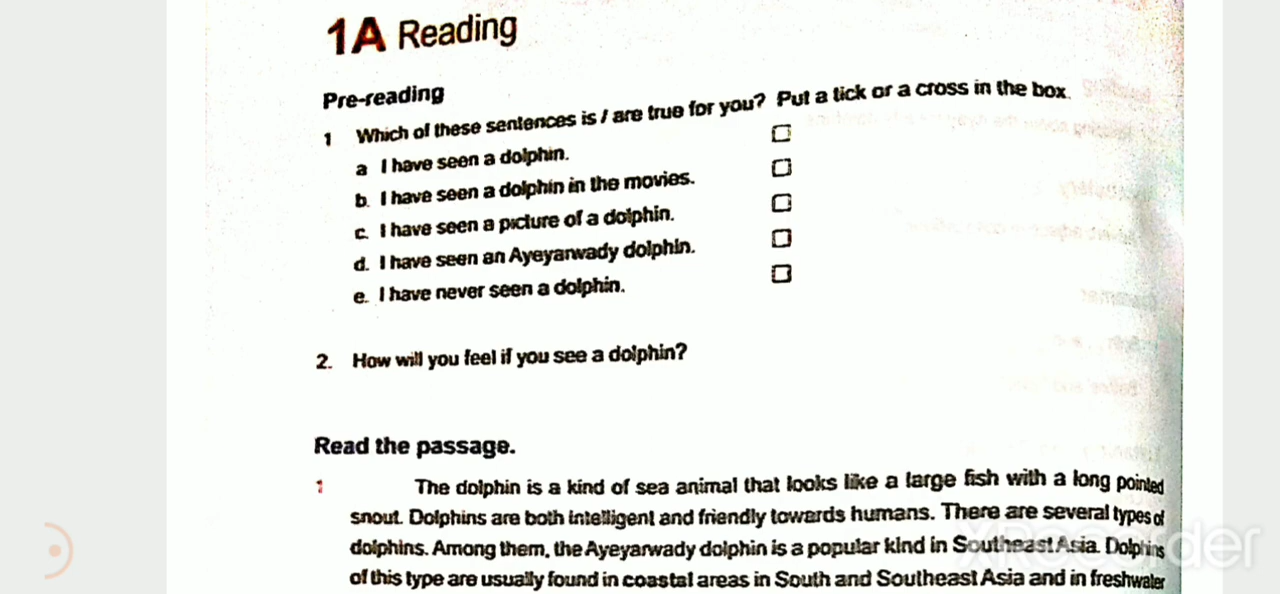 1A Reading
Pre-reading
1 Which of these sentences is / are true for you? Put a tick or a cross in the box.
a I have seen a dolphin.
b. I have seen a dolphin in the movies.
c. I have seen a picture of a dolphin.
d. I have seen an Ayeyarwady dolphin.
e. I have never seen a dolphin.
2. How will you feel if you see a dolphin?
Read the passage.
1 The dolphin is a kind of sea animal that looks like a large fish with a long pointed
snout. Dolphins are both intelligent and friendly towards humans. There are several types of
dolphins. Among them, the Ayeyarwady dolphin is a popular kind in Southeast Asia. Dolphins
of this type are usually found in coastal areas in South and Southeast Asia and in freshwater
XRecorder